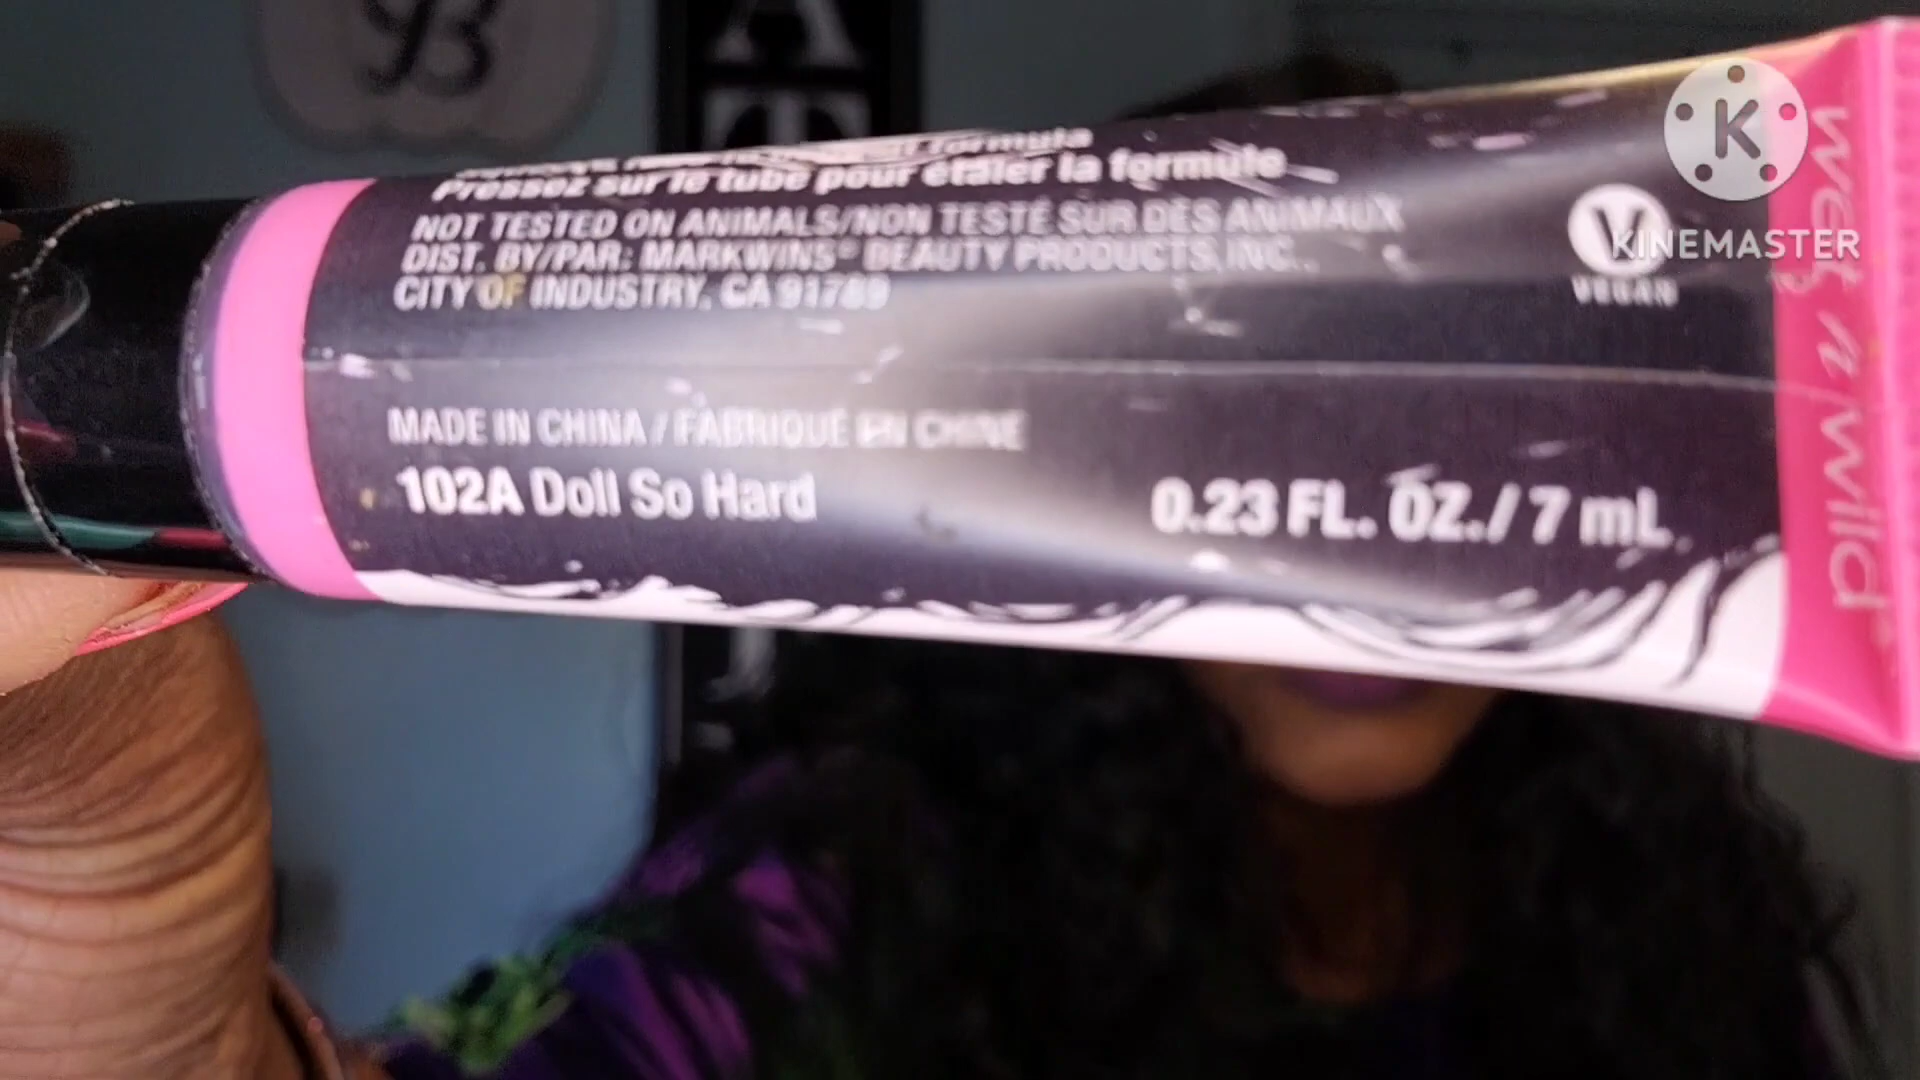 B
A
T
formula
Pressez sur le tube pour étaler la formule
NOT TESTED ON ANIMALS/NON TESTÉ SUR DES ANIMAUX
DIST. BY/PAR: MARKWINS® BEAUTY PRODUCTS, INC.
CITY OF INDUSTRY, CA 91789
V
VEGAN
MADE IN CHINA / FABRIQUÉ EN CHINE
102A Doll So Hard
0.23 FL. OZ./ 7 mL
wet n wild
K
KINEMASTER